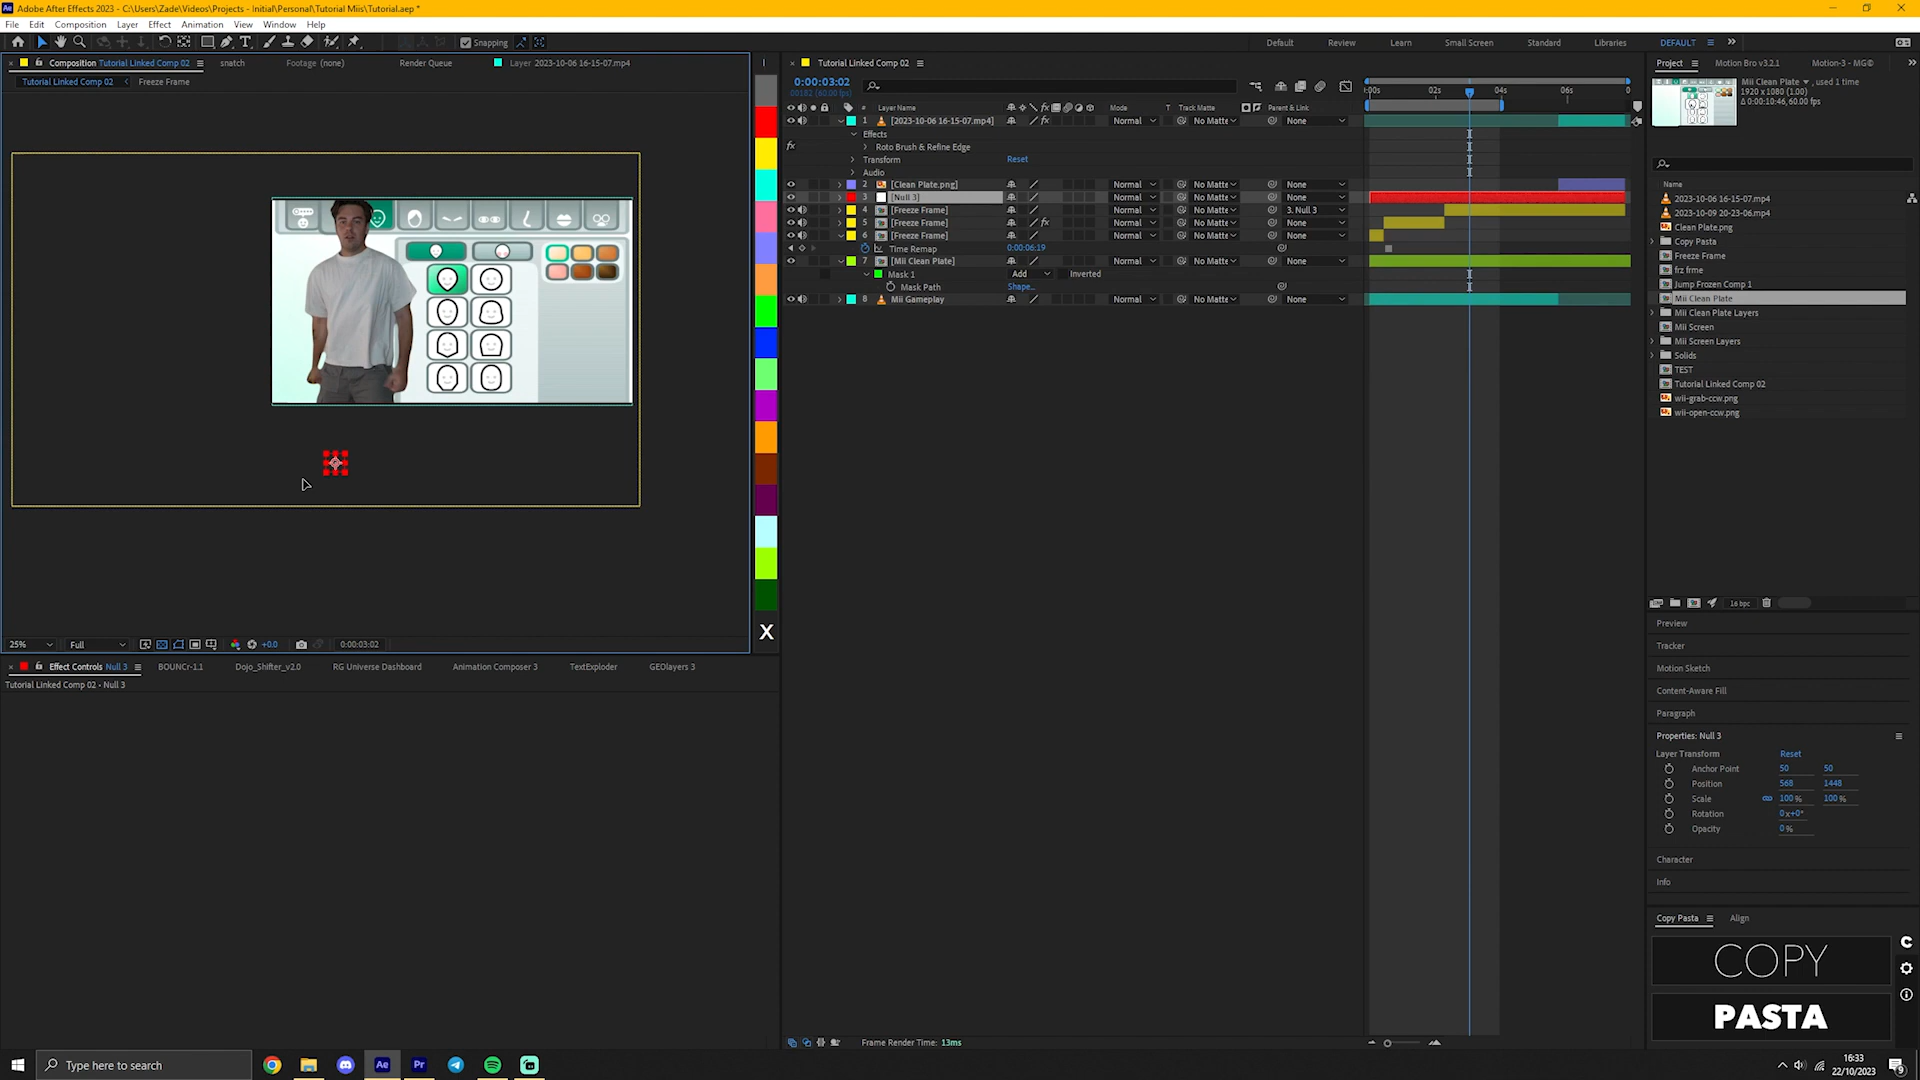 Adobe After Effects 2023 - C:\Users\Zade\Videos\Projects - Initial\Personal\Tutorial Miis\Tutorial.aep *
File Edit Composition Layer Effect Animation View Window Help
Snapping
Default Review Learn Small Screen Standard Libraries DEFAULT
Composition Tutorial Linked Comp 02 snatch Footage (none) Render Queue Layer 2023-10-06 16-15-07.mp4
Tutorial Linked Comp 02 Freeze Frame
25% Full +0.0 0:00:03:02
Effect Controls Null 3 BOUNCr-1.1 Dojo_Shifter_v2.0 RG Universe Dashboard Animation Composer 3 TextExploder GEOlayers 3
Tutorial Linked Comp 02 • Null 3
X
Tutorial Linked Comp 02
0:00:03:02
00182 (60.00 fps)
# Layer Name Mode T Track Matte Parent & Link
:00s 02s 04s 06s 0
1 [2023-10-06 16-15-07.mp4] Normal No Matte None
Effects
Roto Brush & Refine Edge
Transform Reset
Audio
2 [Clean Plate.png] Normal No Matte None
3 [Null 3] Normal No Matte None
4 [Freeze Frame] Normal No Matte 3. Null 3
5 [Freeze Frame] Normal No Matte None
6 [Freeze Frame] Normal No Matte None
Time Remap 0:00:06:19
7 [Mii Clean Plate] Normal No Matte None
Mask 1 Add Inverted
Mask Path Shape...
8 Mii Gameplay Normal No Matte None
Frame Render Time: 13ms
Project Motion Bro v3.2.1 Motion-3 - MG©
Mii Clean Plate , used 1 time
1920 x 1080 (1.00)
Δ 0:00:10:46, 60.00 fps
Name
2023-10-06 16-15-07.mp4
2023-10-09 20-23-06.mp4
Clean Plate.png
Copy Pasta
Freeze Frame
frz frme
Jump Frozen Comp 1
Mii Clean Plate
Mii Clean Plate Layers
Mii Screen
Mii Screen Layers
Solids
TEST
Tutorial Linked Comp 02
wii-grab-ccw.png
wii-open-ccw.png
16 bpc
Preview
Tracker
Motion Sketch
Content-Aware Fill
Paragraph
Properties: Null 3
Layer Transform Reset
Anchor Point 50 50
Position 568 1448
Scale 100 % 100 %
Rotation 0x+0°
Opacity 0 %
Character
Info
Copy Pasta Align
COPY
PASTA
Type here to search
16:33
22/10/2023